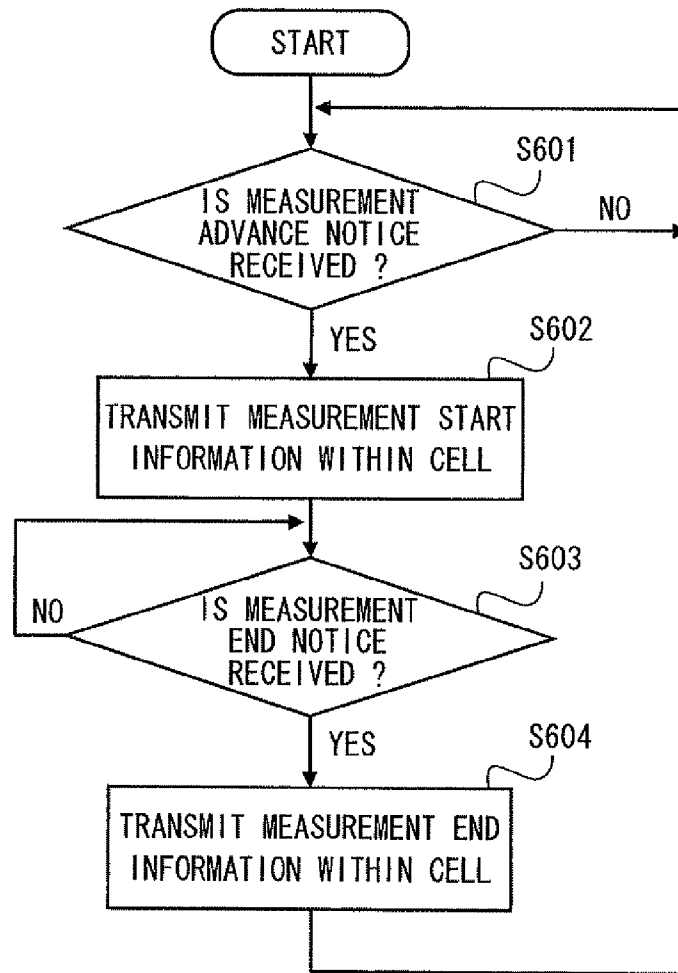 START
S601
IS MEASUREMENT
ADVANCE NOTICE
RECEIVED ?
NO
YES
S602
TRANSMIT MEASUREMENT START
INFORMATION WITHIN CELL
S603
IS MEASUREMENT
END NOTICE
RECEIVED ?
NO
YES
S604
TRANSMIT MEASUREMENT END
INFORMATION WITHIN CELL